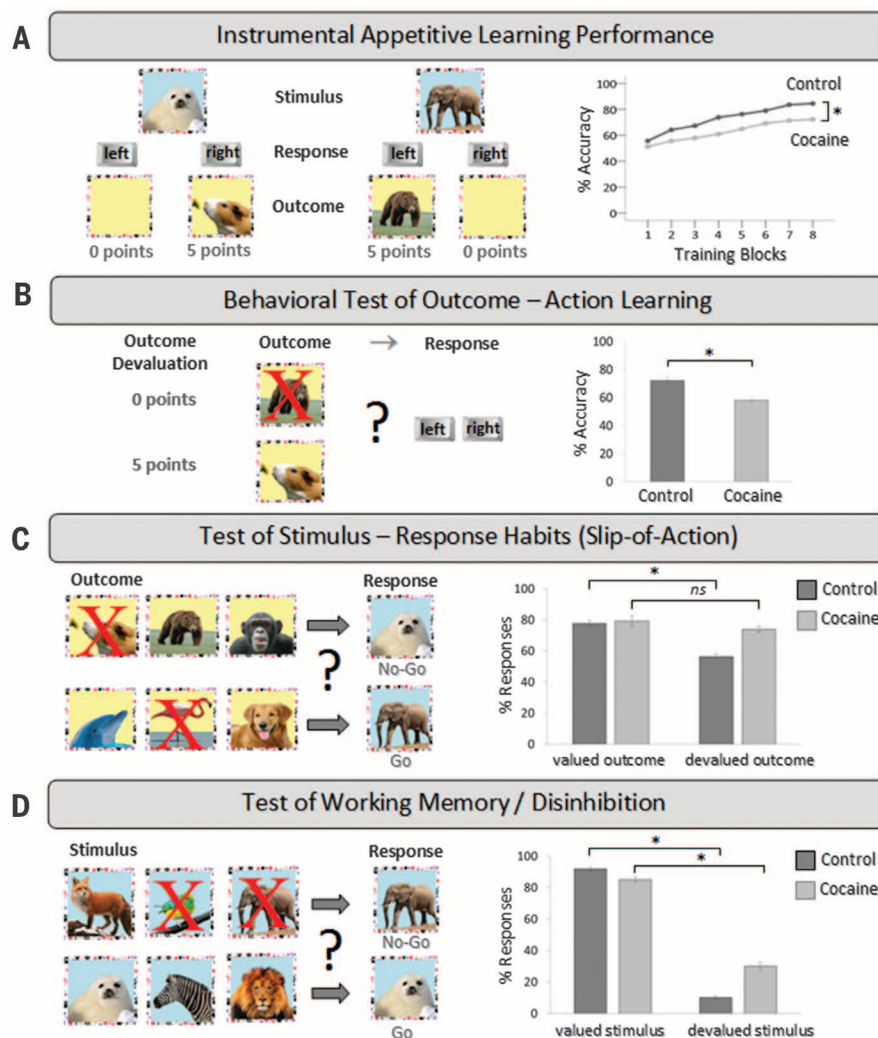 A
Instrumental Appetitive Learning Performance
Stimulus
left
right
Response
left
right
Outcome
0 points
5 points
5 points
0 points
% Accuracy
100
80
60
40
20
0
Control
*
Cocaine
1 2 3 4 5 6 7 8
Training Blocks
B
Behavioral Test of Outcome – Action Learning
Outcome
Devaluation
Outcome → Response
0 points
X
?
left
right
5 points
% Accuracy
100
80
60
40
20
0
*
Control
Cocaine
C
Test of Stimulus – Response Habits (Slip-of-Action)
Outcome
Response
X
No-Go
?
X
Go
% Responses
100
80
60
40
20
0
*
ns
Control
Cocaine
valued outcome
devalued outcome
D
Test of Working Memory / Disinhibition
Stimulus
Response
X
X
No-Go
?
Go
% Responses
100
80
60
40
20
0
*
*
Control
Cocaine
valued stimulus
devalued stimulus